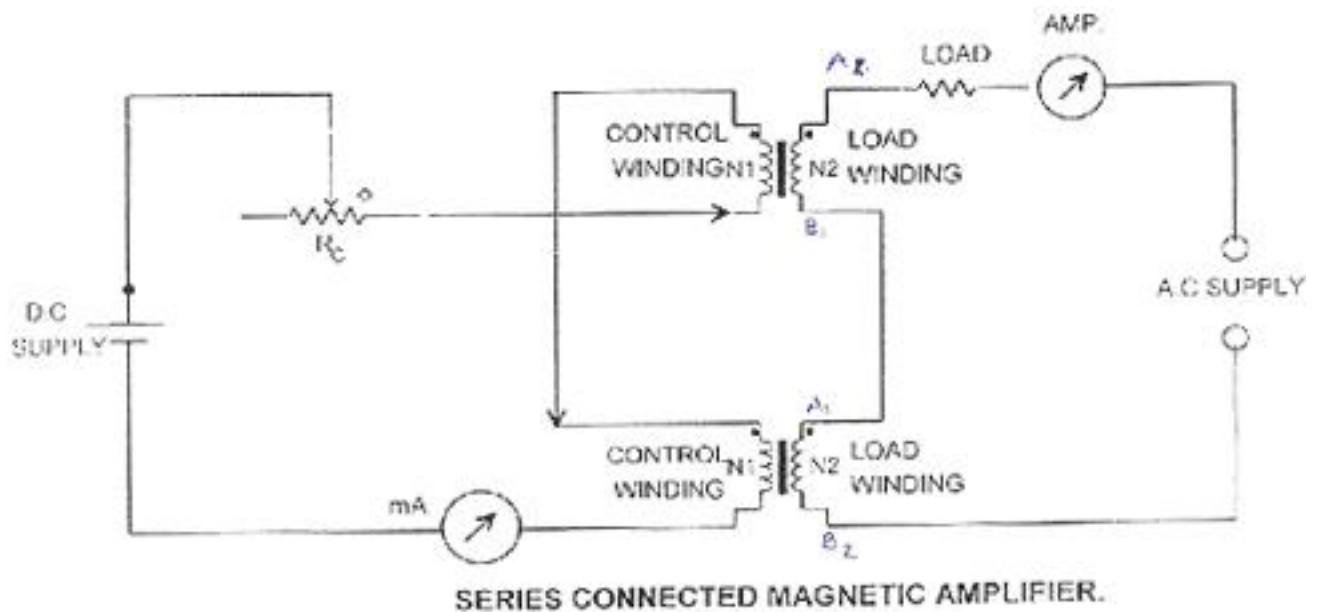 AMP.
LOAD
A 2.
CONTROL
WINDING N1
N2
LOAD
WINDING
B1
RC
A.C SUPPLY
D.C
SUPPLY
A1
CONTROL
WINDING
N1
N2
LOAD
WINDING
mA
B2
SERIES CONNECTED MAGNETIC AMPLIFIER.